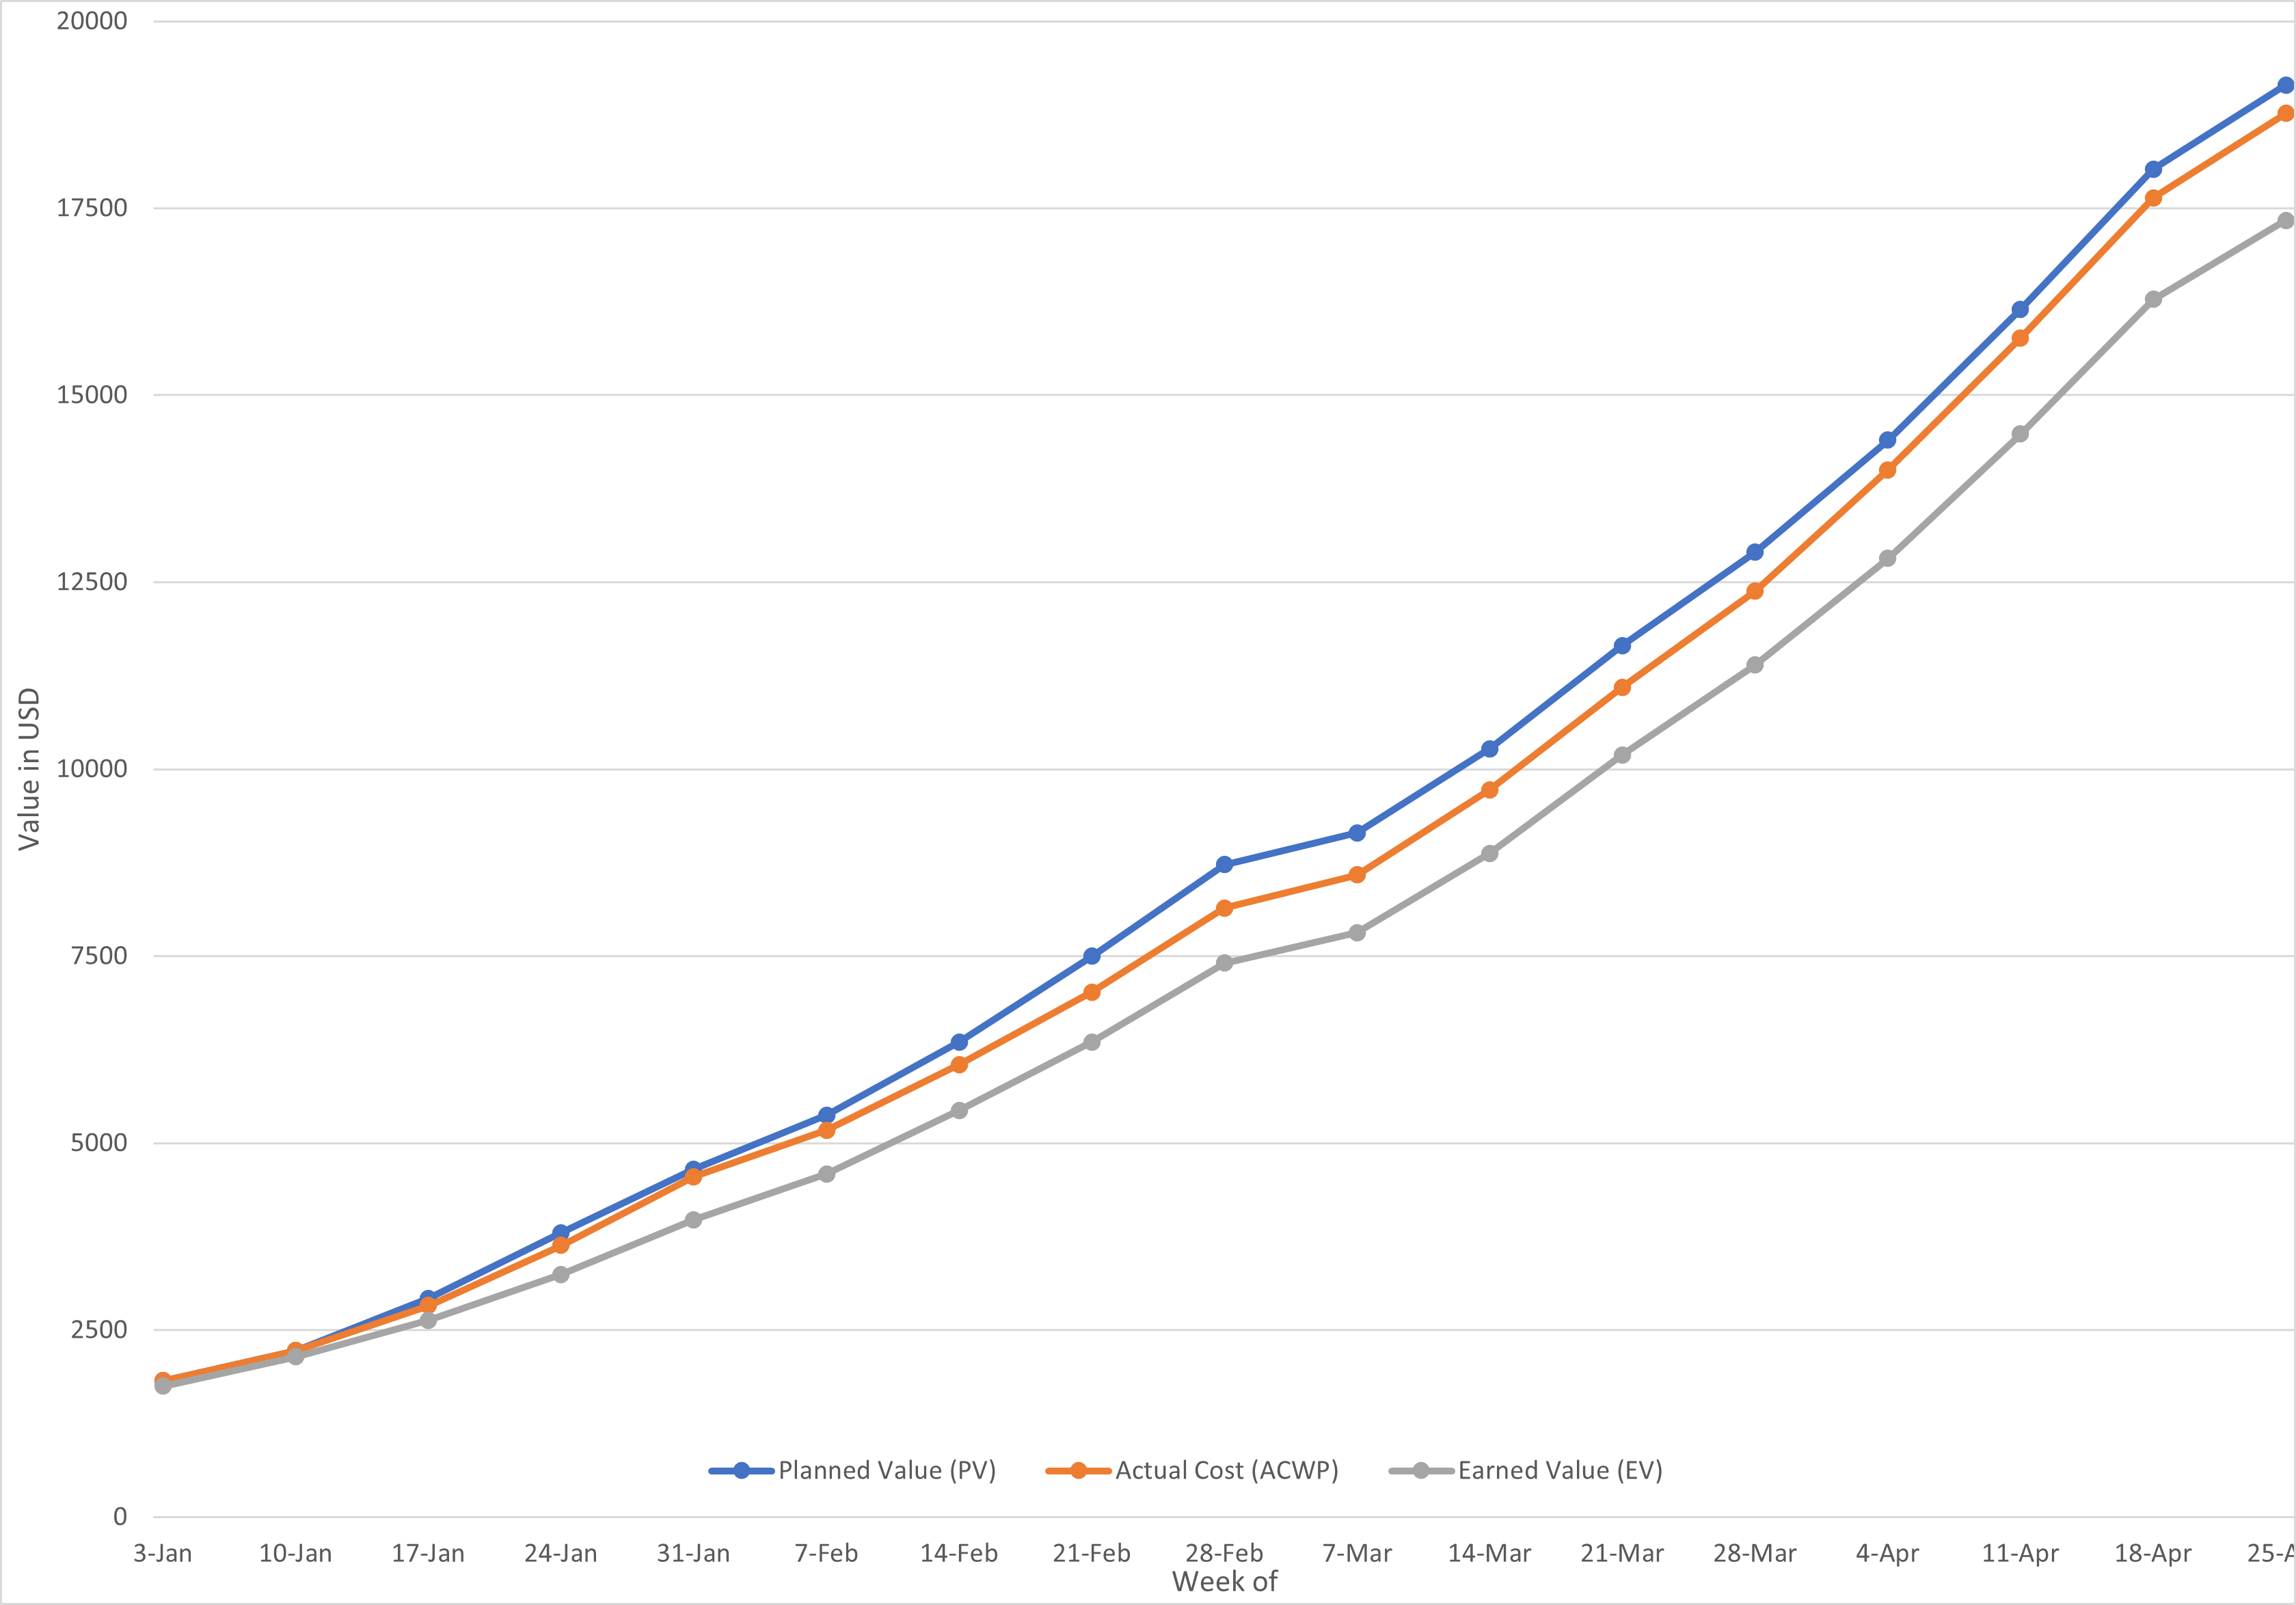 20000
17500
15000
12500
10000
7500
5000
2500
0
Value in USD
Planned Value (PV) Actual Cost (ACWP) Earned Value (EV)
3-Jan 10-Jan 17-Jan 24-Jan 31-Jan 7-Feb 14-Feb 21-Feb 28-Feb 7-Mar 14-Mar 21-Mar 28-Mar 4-Apr 11-Apr 18-Apr 25-A
Week of